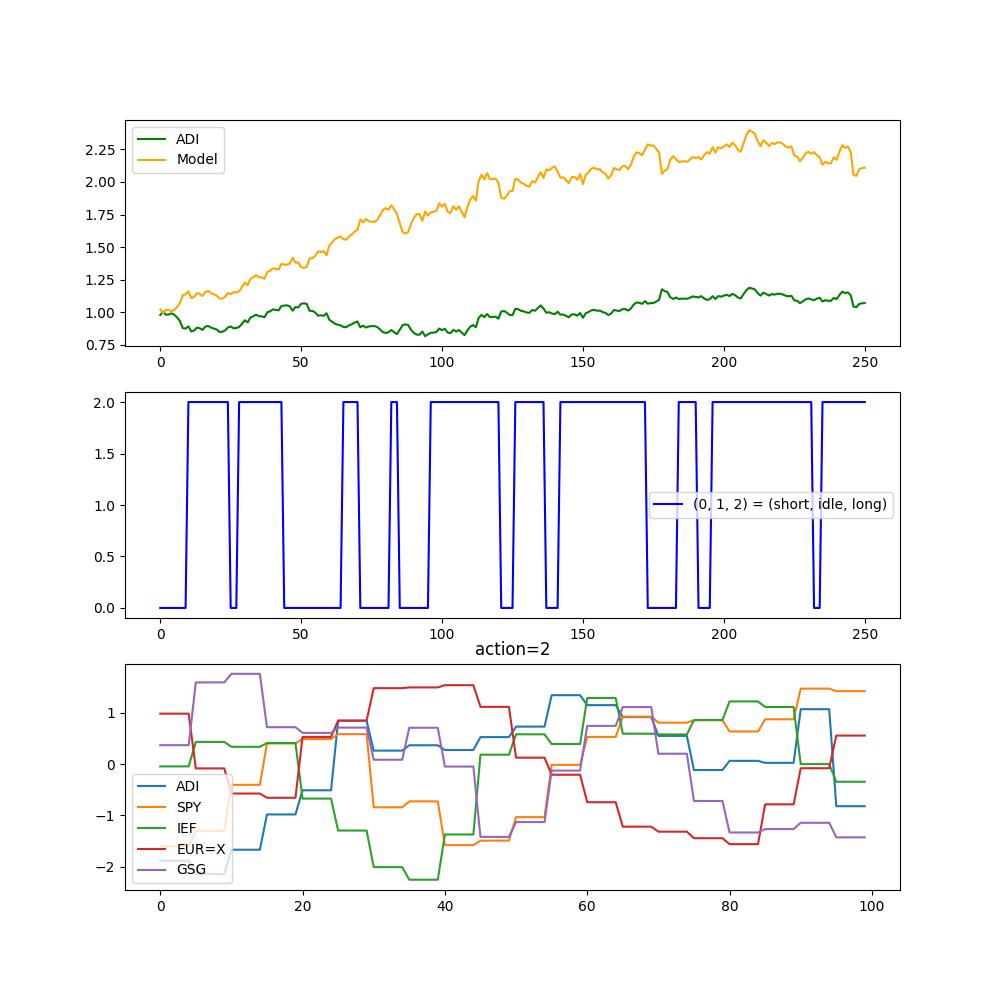 ADI
Model
2.25
2.00
1.75
1.50
1.25
1.00
0.75
0 50 100 150 200 250
2.0
1.5
1.0
0.5
0.0
(0, 1, 2) = (short, idle, long)
0 50 100 150 200 250
action=2
1
0
−1
−2
ADI
SPY
IEF
EUR=X
GSG
0 20 40 60 80 100